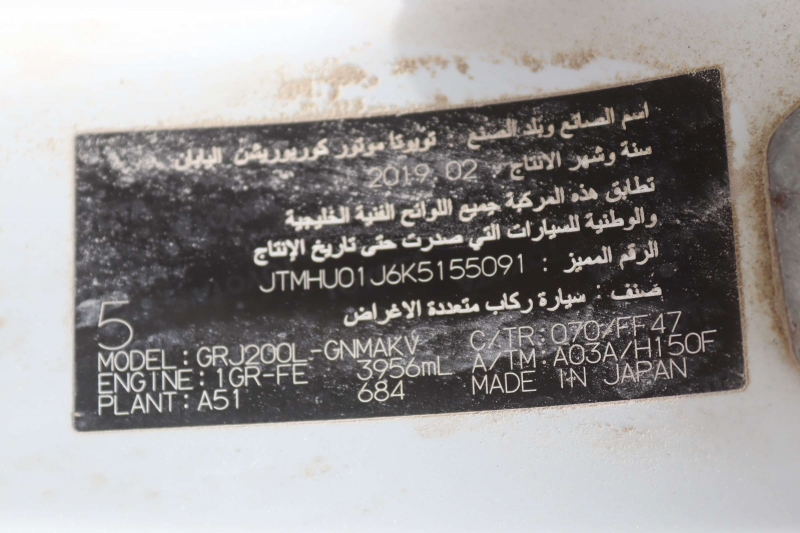 اسم الصانع وبلد الصنع تويوتا موتور كوربوريشن اليابان
سنة وشهر الانتاج 2019 02
تطابق هذه المركبة جميع اللوائح الفنية الخليجية
والوطنية للسيارات التي صدرت حتى تاريخ الإنتاج
الرقم المميز : JTMHU01J6K5155091
صنف : سيارة ركاب متعددة الاغراض
5
MODEL:GRJ200L-GNMAKV C/TR:070/FF47
ENGINE:1GR-FE 3956mL A/TM:A03A/H150F
PLANT:A51 684 MADE IN JAPAN